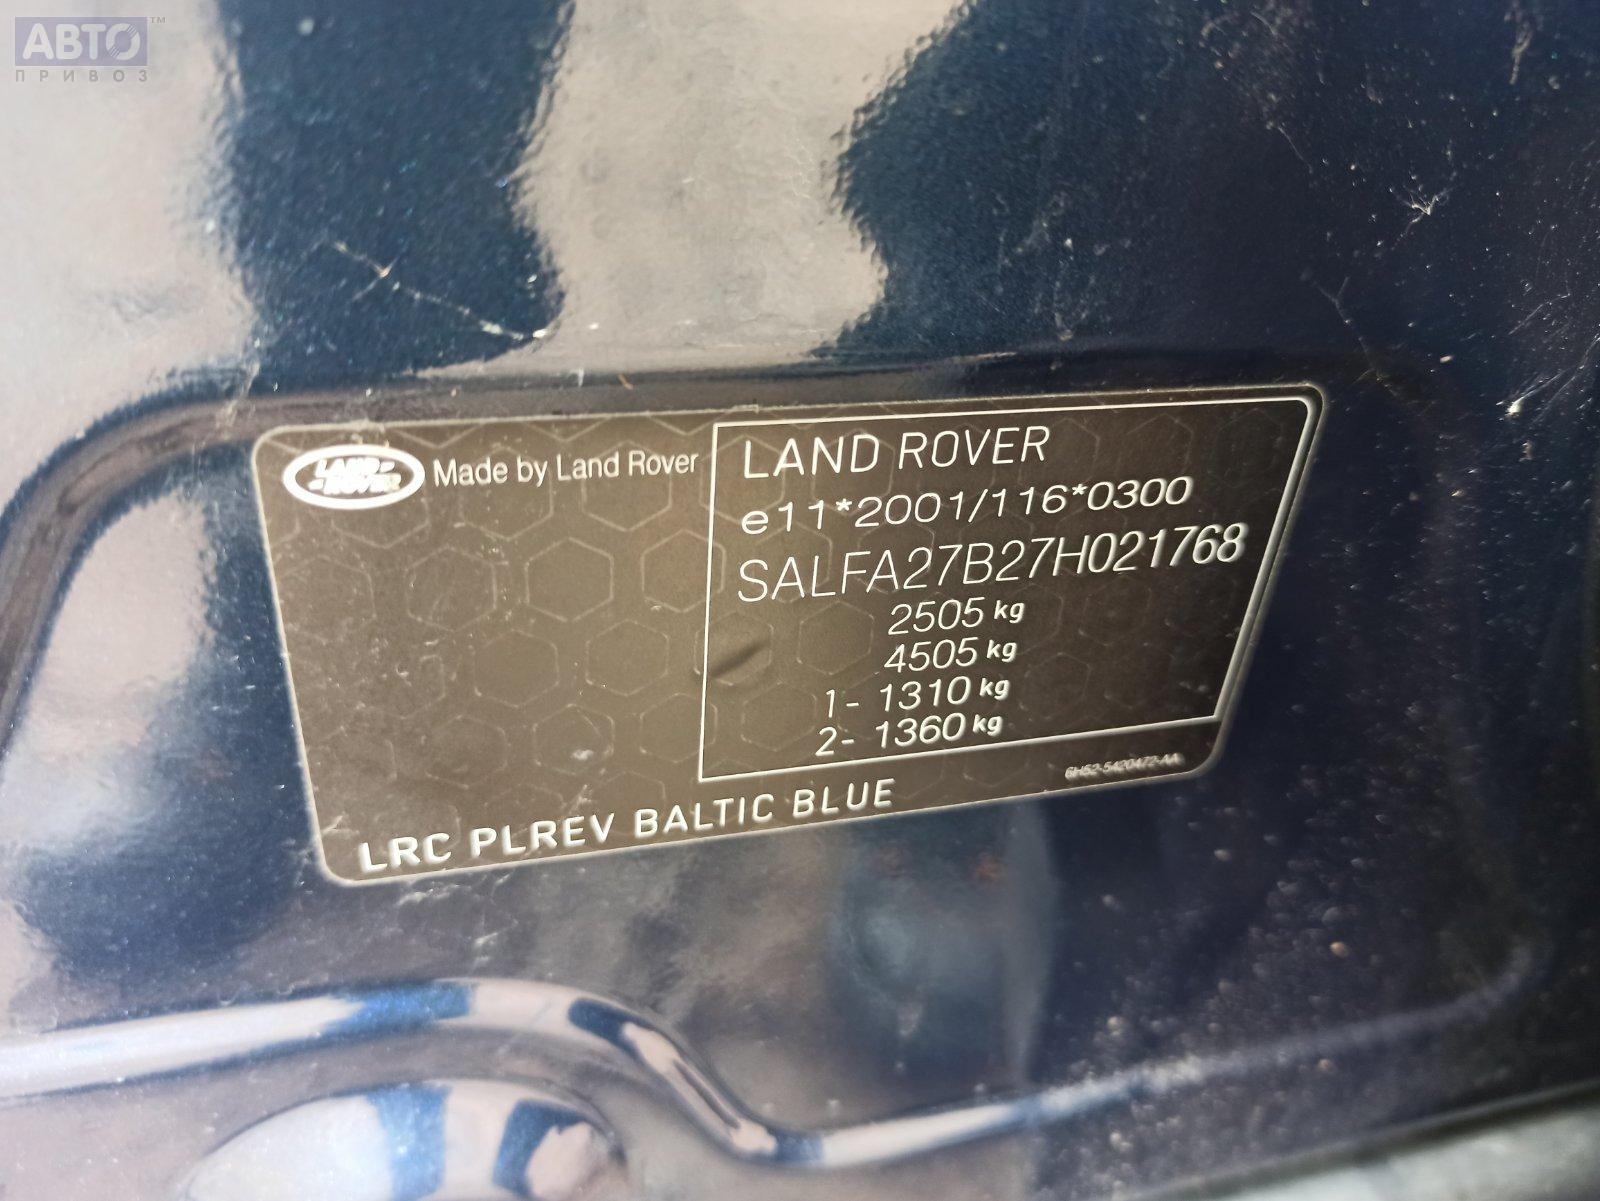 АВТО™
ПРИВОЗ
LAND ROVER
Made by Land Rover
LAND ROVER
e11*2001/116*0300
SALFA27B27H021768
2505 kg
4505 kg
1- 1310 kg
2- 1360 kg
6H52-5420472-AA
LRC PLREV BALTIC BLUE